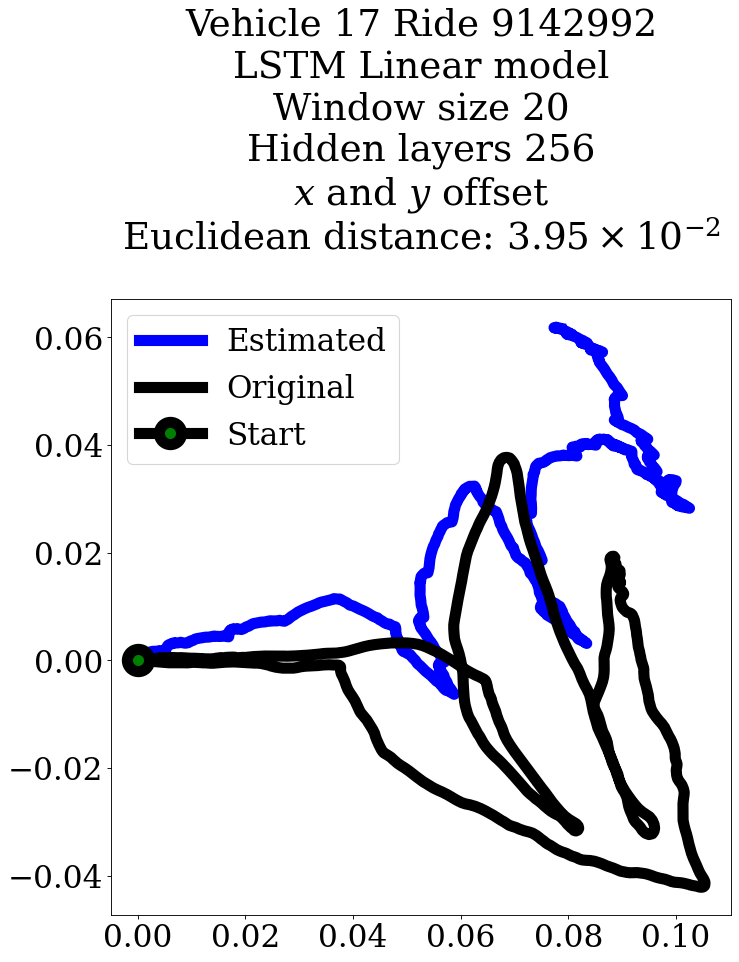 Vehicle 17 Ride 9142992
LSTM Linear model
Window size 20
Hidden layers 256
x and y offset
Euclidean distance: 3.95 × 10⁻²
Estimated
Original
Start
0.06
0.04
0.02
0.00
−0.02
−0.04
0.00 0.02 0.04 0.06 0.08 0.10